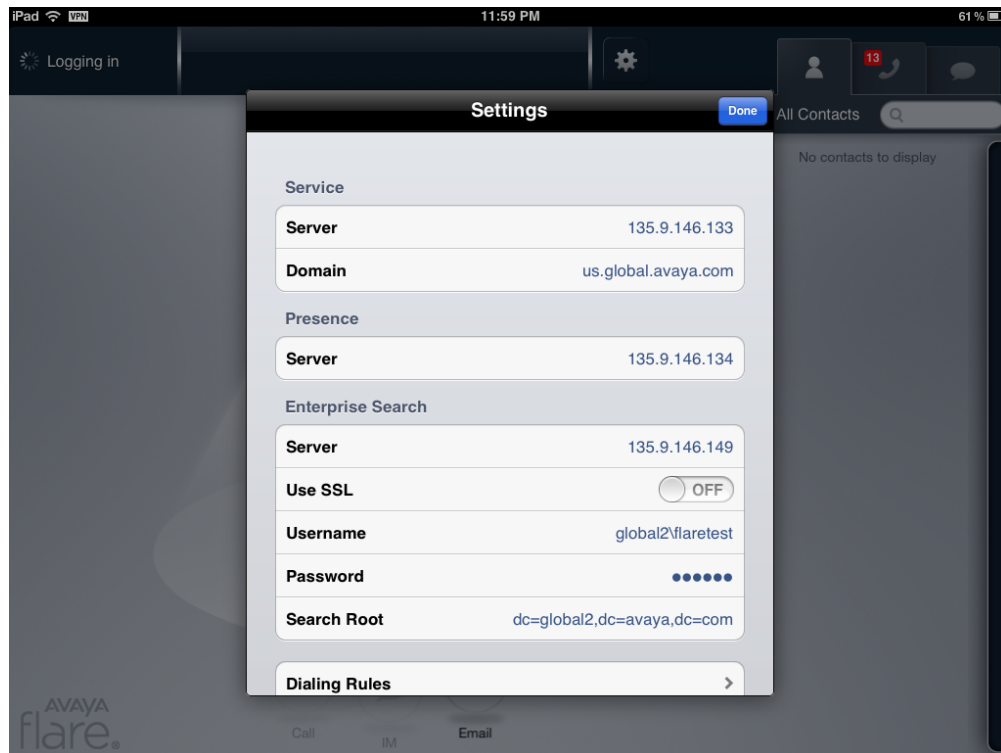 iPad VPN 11:59 PM 61%
Logging in
13
Settings Done
All Contacts
No contacts to display
Service
Server 135.9.146.133
Domain us.global.avaya.com
Presence
Server 135.9.146.134
Enterprise Search
Server 135.9.146.149
Use SSL OFF
Username global2\flaretest
Password ●●●●●●
Search Root dc=global2,dc=avaya,dc=com
Dialing Rules
AVAYA
flare®
Call IM Email